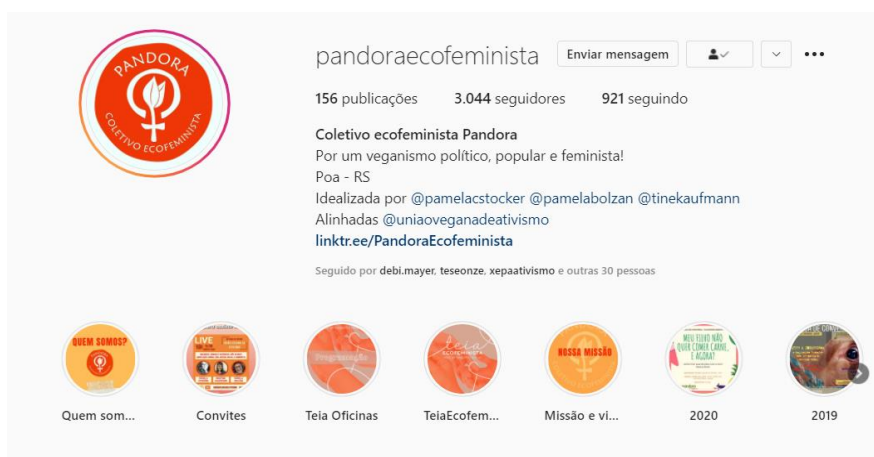 PANDORA
COLETIVO ECOFEMINISTA
pandoraecofeminista
Enviar mensagem
156 publicações 3.044 seguidores 921 seguindo
Coletivo ecofeminista Pandora
Por um veganismo político, popular e feminista!
Poa - RS
Idealizada por @pamelacstocker @pamelabolzan @tinekaufmann
Alinhadas @uniaoveganadeativismo
linktr.ee/PandoraEcofeminista
Seguido por debi.mayer, teseonze, xepaativismo e outras 30 pessoas
QUEM SOMOS?
LIVE
Programação
teia
ECOFEMINISTA
NOSSA MISSÃO
MEU FILHO NÃO
QUER COMER CARNE,
E AGORA?
Quem som... Convites Teia Oficinas TeiaEcofem... Missão e vi... 2020 2019